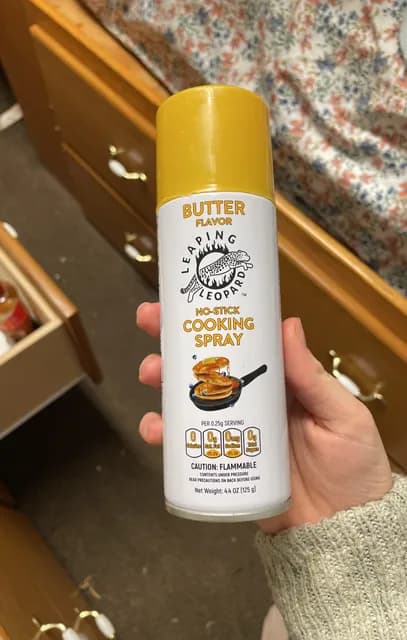 BUTTER
FLAVOR
LEAPING
LEOPARD™
NO-STICK
COOKING
SPRAY
PER 0.25g SERVING
0 0g 0mg 0g
CAUTION: FLAMMABLE
CONTENTS UNDER PRESSURE
READ PRECAUTIONS ON BACK BEFORE USING
Net Weight: 4.4 OZ (125 g)